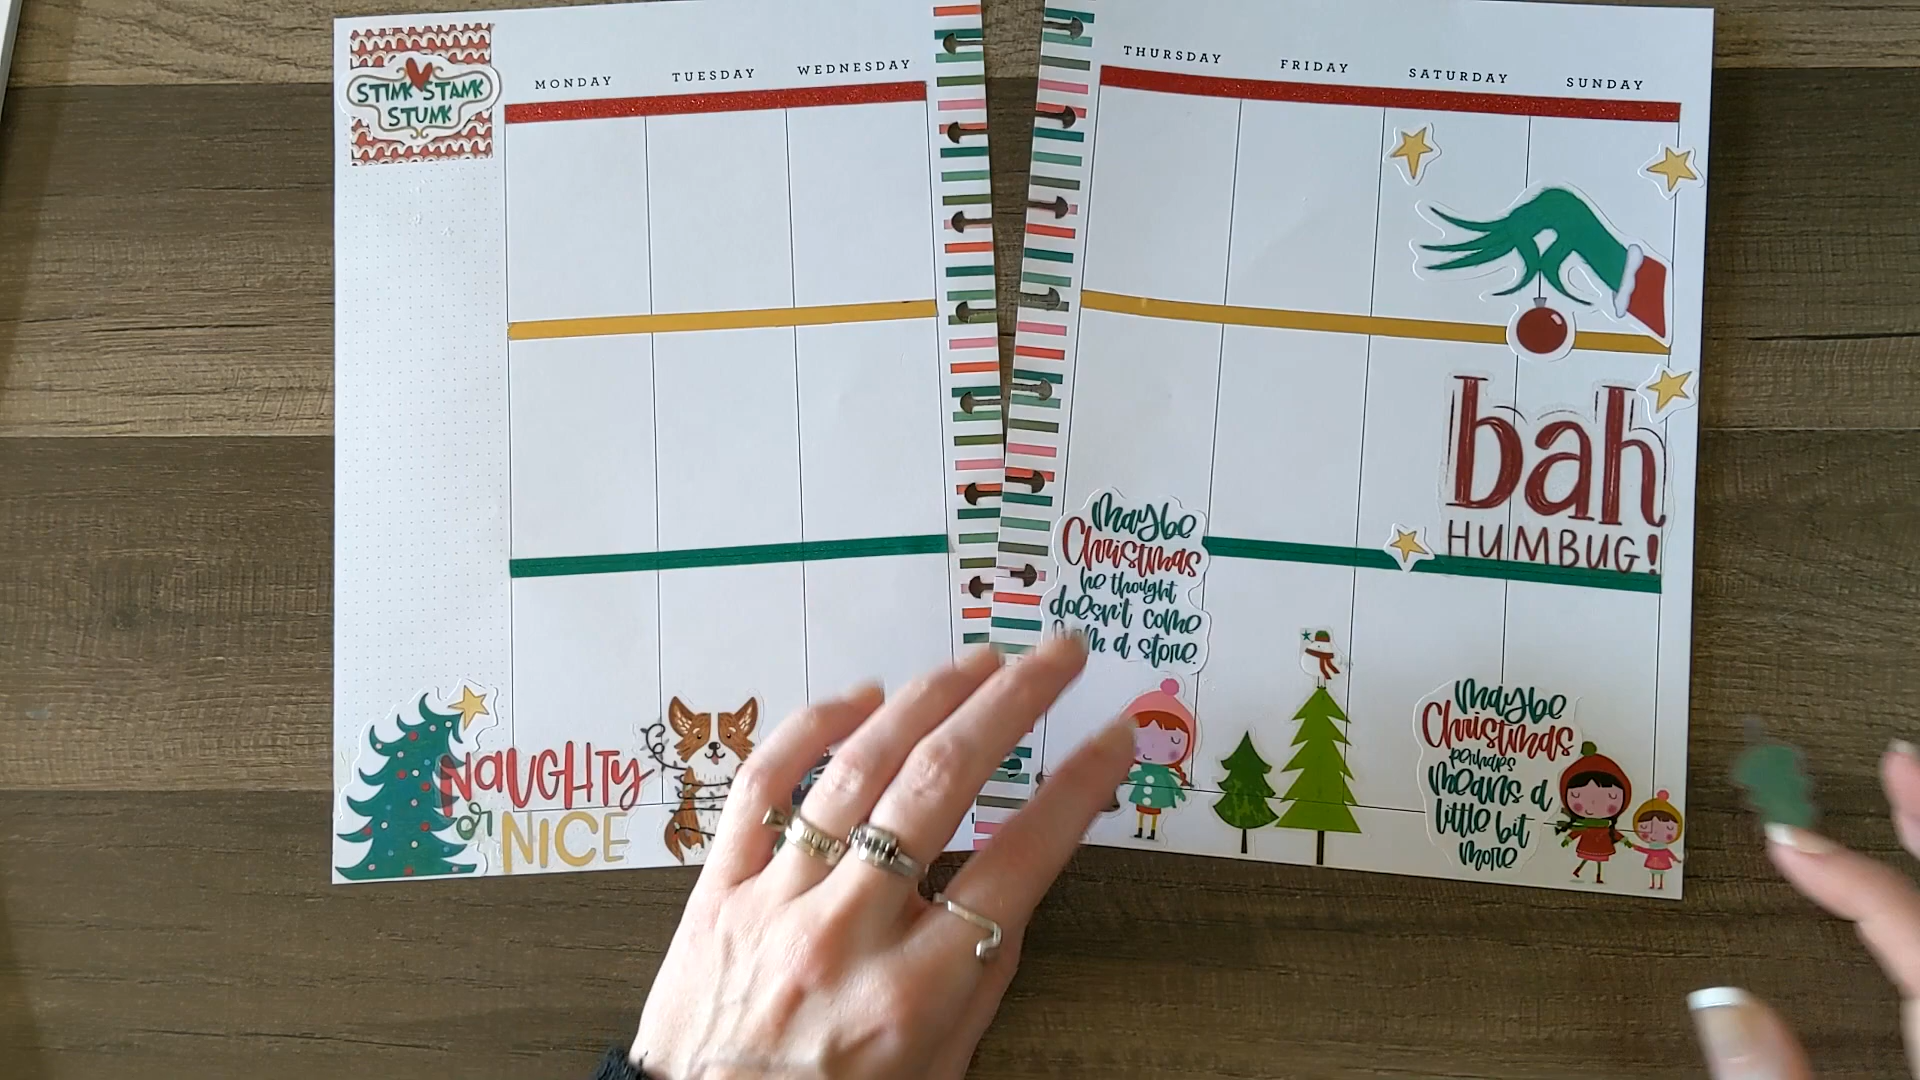 STINK STANK
STUNK
MONDAY
TUESDAY
WEDNESDAY
THURSDAY
FRIDAY
SATURDAY
SUNDAY
bah
HUMBUG!
maybe
Christmas
he thought
doesn't come
a store.
NAUGHTY
or NICE
maybe
Christmas
perhaps
means a
little bit
more